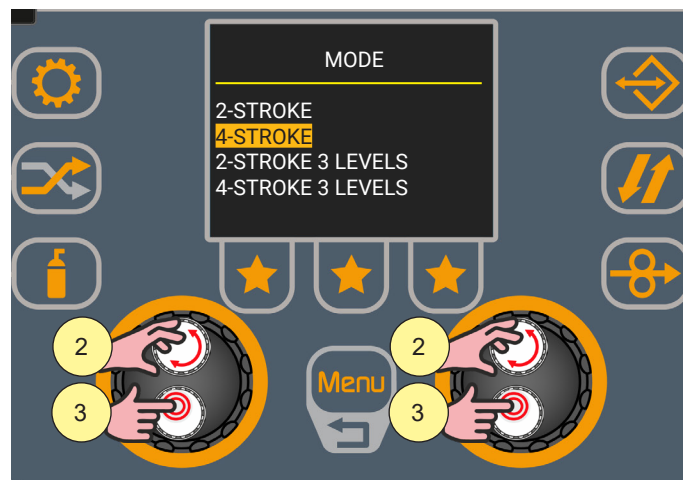 MODE
2-STROKE
4-STROKE
2-STROKE 3 LEVELS
4-STROKE 3 LEVELS
2
2
3
3
Menu